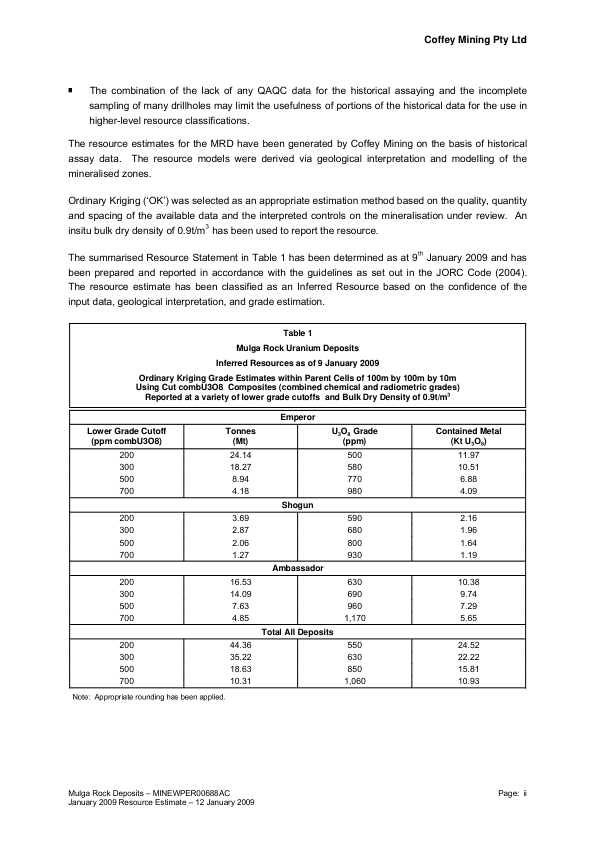 Coffey Mining Pty Ltd
▪ The combination of the lack of any QAQC data for the historical assaying and the incomplete
sampling of many drillholes may limit the usefulness of portions of the historical data for the use in
higher-level resource classifications.
The resource estimates for the MRD have been generated by Coffey Mining on the basis of historical
assay data. The resource models were derived via geological interpretation and modelling of the
mineralised zones.
Ordinary Kriging ('OK') was selected as an appropriate estimation method based on the quality, quantity
and spacing of the available data and the interpreted controls on the mineralisation under review. An
insitu bulk dry density of 0.9t/m³ has been used to report the resource.
The summarised Resource Statement in Table 1 has been determined as at 9th January 2009 and has
been prepared and reported in accordance with the guidelines as set out in the JORC Code (2004).
The resource estimate has been classified as an Inferred Resource based on the confidence of the
input data, geological interpretation, and grade estimation.
Table 1
Mulga Rock Uranium Deposits
Inferred Resources as of 9 January 2009
Ordinary Kriging Grade Estimates within Parent Cells of 100m by 100m by 10m
Using Cut combU3O8 Composites (combined chemical and radiometric grades)
Reported at a variety of lower grade cutoffs and Bulk Dry Density of 0.9t/m³
Emperor
Lower Grade Cutoff Tonnes U₃O₈ Grade Contained Metal
(ppm combU3O8) (Mt) (ppm) (Kt U₃O₈)
200 24.14 500 11.97
300 18.27 580 10.51
500 8.94 770 6.88
700 4.18 980 4.09
Shogun
200 3.69 590 2.16
300 2.87 680 1.96
500 2.06 800 1.64
700 1.27 930 1.19
Ambassador
200 16.53 630 10.38
300 14.09 690 9.74
500 7.63 960 7.29
700 4.85 1,170 5.65
Total All Deposits
200 44.36 550 24.52
300 35.22 630 22.22
500 18.63 850 15.81
700 10.31 1,060 10.93
Note: Appropriate rounding has been applied.
Mulga Rock Deposits – MINEWPER00688AC Page: ii
January 2009 Resource Estimate – 12 January 2009